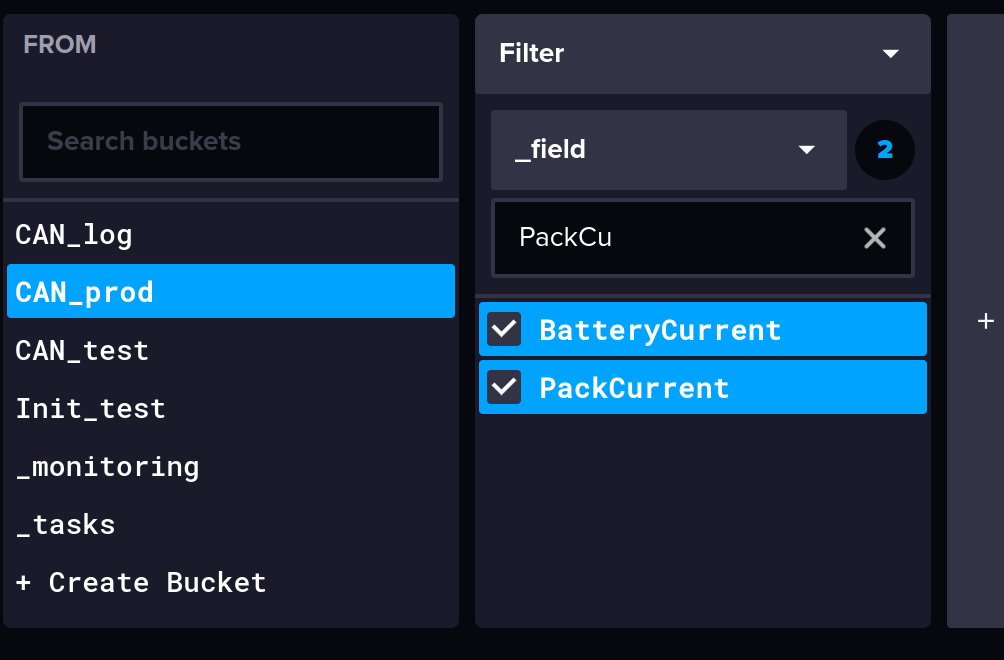 FROM
Search buckets
CAN_log
CAN_prod
CAN_test
Init_test
_monitoring
_tasks
+ Create Bucket
Filter
_field
2
PackCu
BatteryCurrent
PackCurrent
+